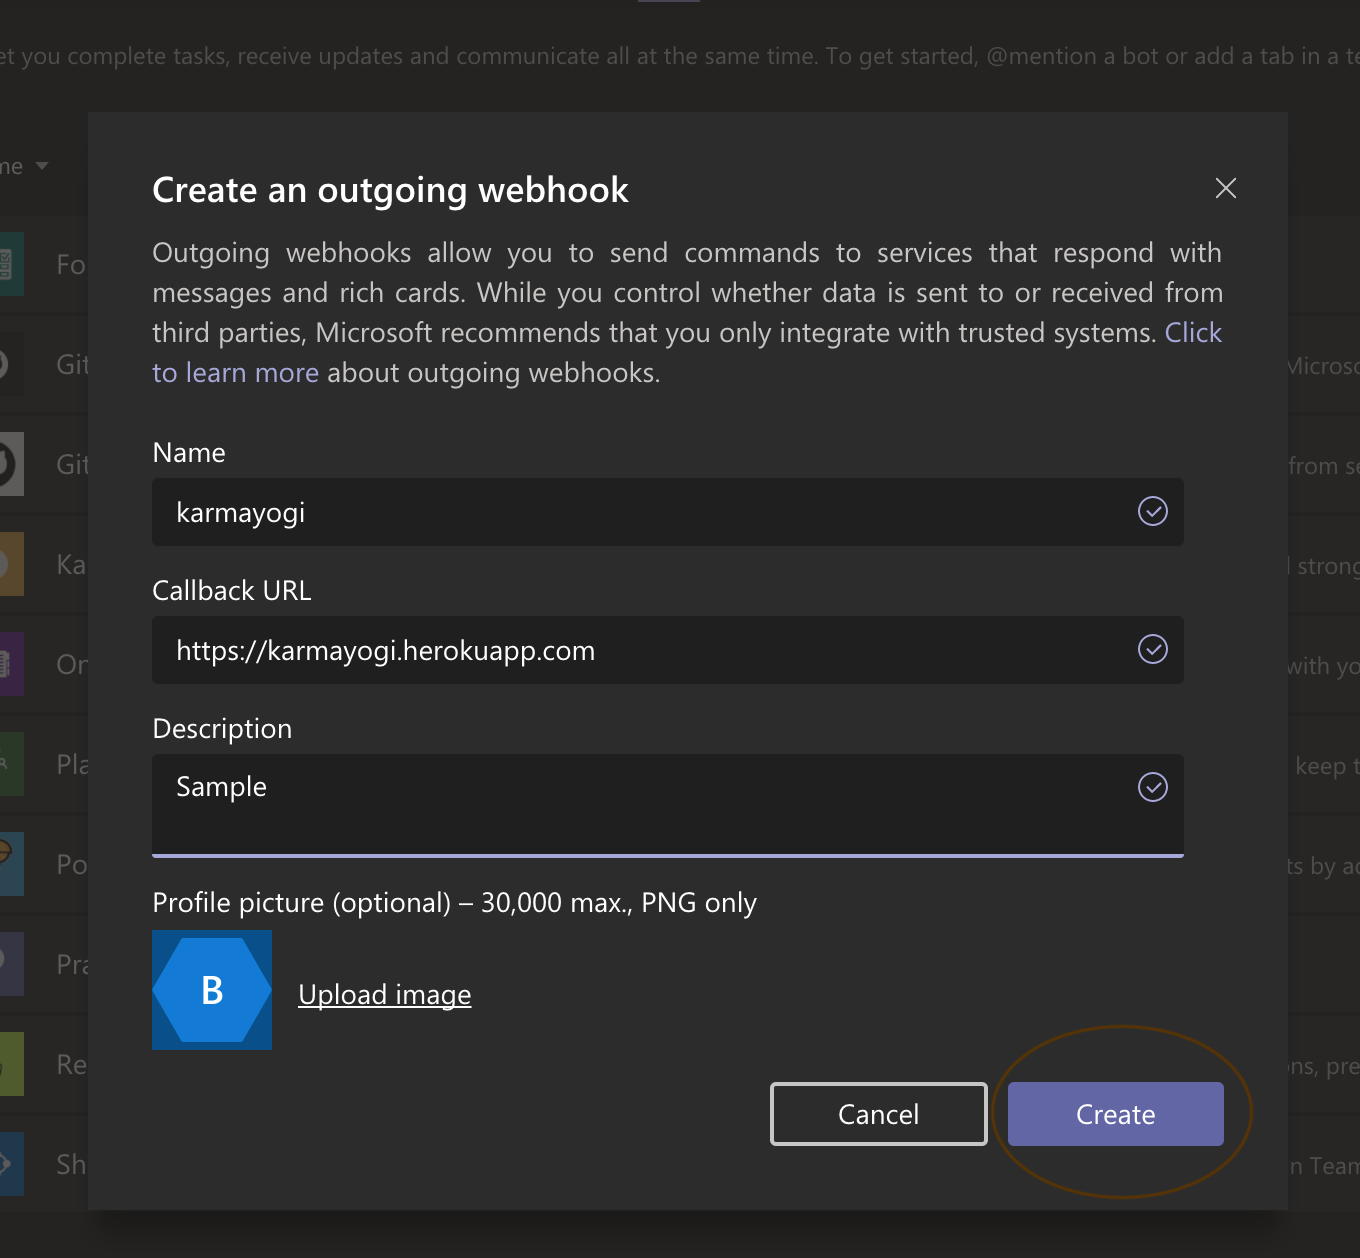 et you complete tasks, receive updates and communicate all at the same time. To get started, @mention a bot or add a tab in a te
me
Create an outgoing webhook
Outgoing webhooks allow you to send commands to services that respond with
messages and rich cards. While you control whether data is sent to or received from
third parties, Microsoft recommends that you only integrate with trusted systems. Click
to learn more about outgoing webhooks.
Name
karmayogi
Callback URL
https://karmayogi.herokuapp.com
Description
Sample
Profile picture (optional) – 30,000 max., PNG only
B
Upload image
Cancel
Create
Fo
Git
Microso
Git
from se
Ka
strong
On
with yo
Pla
keep t
Po
ts by ad
Pra
Re
ons, pre
Sh
n Team